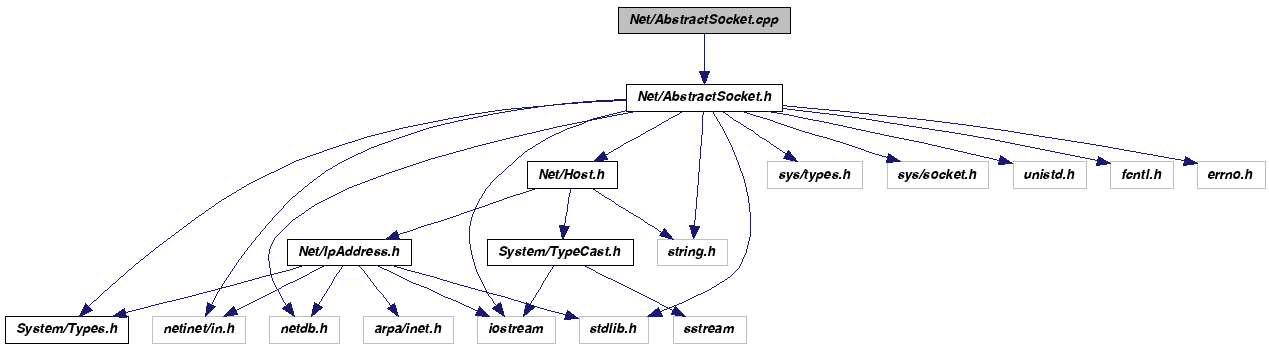 Net/AbstractSocket.cpp
Net/AbstractSocket.h
Net/Host.h
sys/types.h
sys/socket.h
unistd.h
fcntl.h
errno.h
Net/IpAddress.h
System/TypeCast.h
string.h
System/Types.h
netinet/in.h
netdb.h
arpa/inet.h
iostream
stdlib.h
sstream